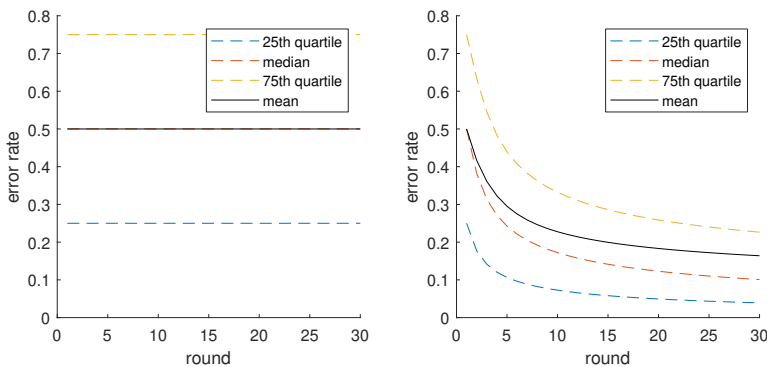 0.8
0.7
0.6
0.5
0.4
0.3
0.2
0.1
0
error rate
0 5 10 15 20 25 30
round
25th quartile
median
75th quartile
mean
0.8
0.7
0.6
0.5
0.4
0.3
0.2
0.1
0
error rate
0 5 10 15 20 25 30
round
25th quartile
median
75th quartile
mean